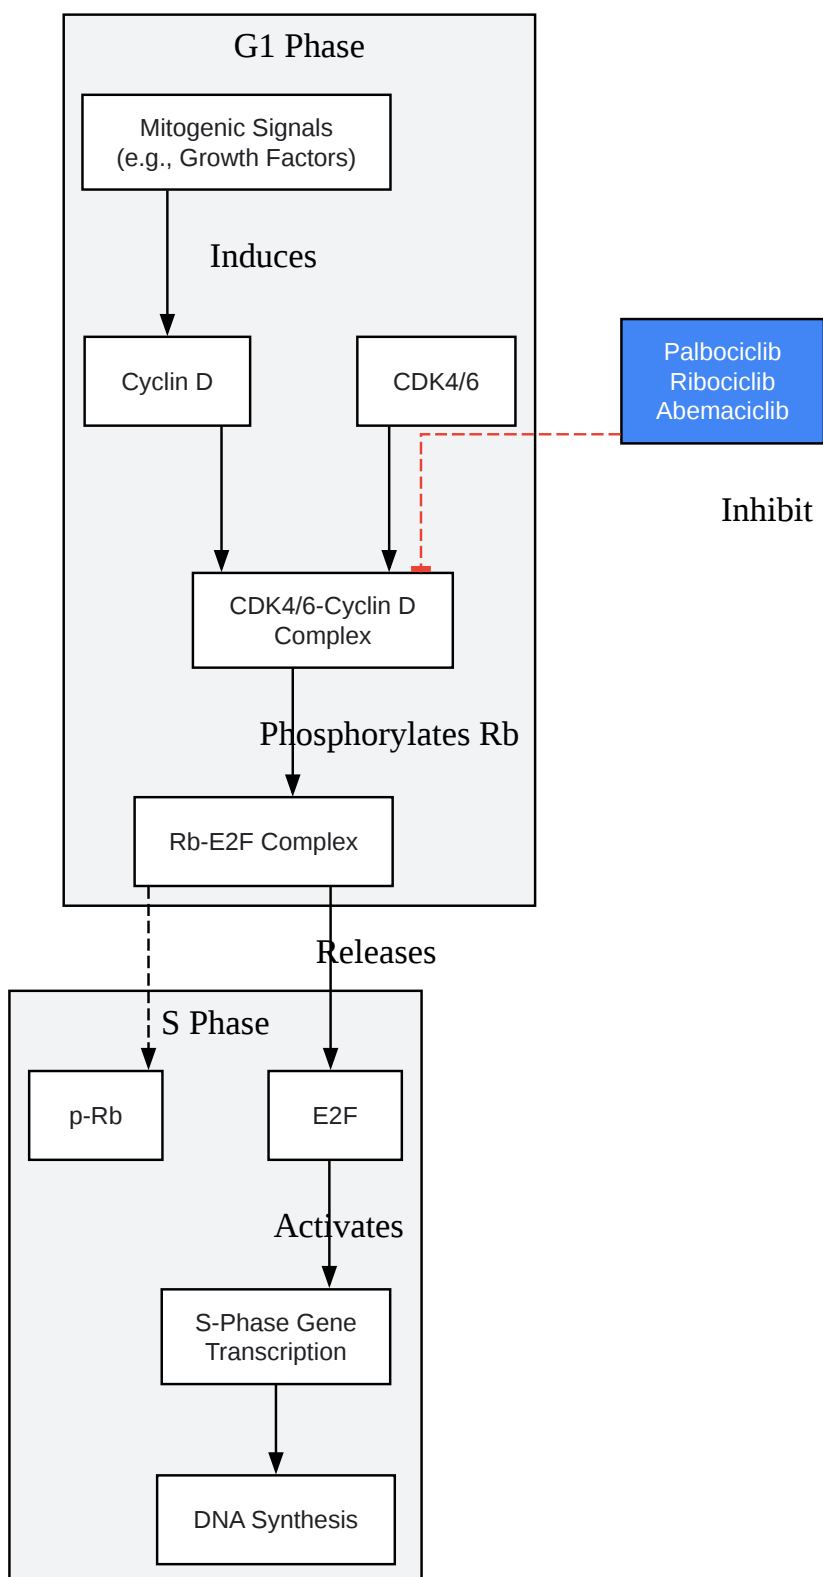 G1 Phase
Mitogenic Signals
(e.g., Growth Factors)
Induces
Cyclin D
CDK4/6
Palbociclib
Ribociclib
Abemaciclib
Inhibit
CDK4/6-Cyclin D
Complex
Phosphorylates Rb
Rb-E2F Complex
Releases
S Phase
p-Rb
E2F
Activates
S-Phase Gene
Transcription
DNA Synthesis